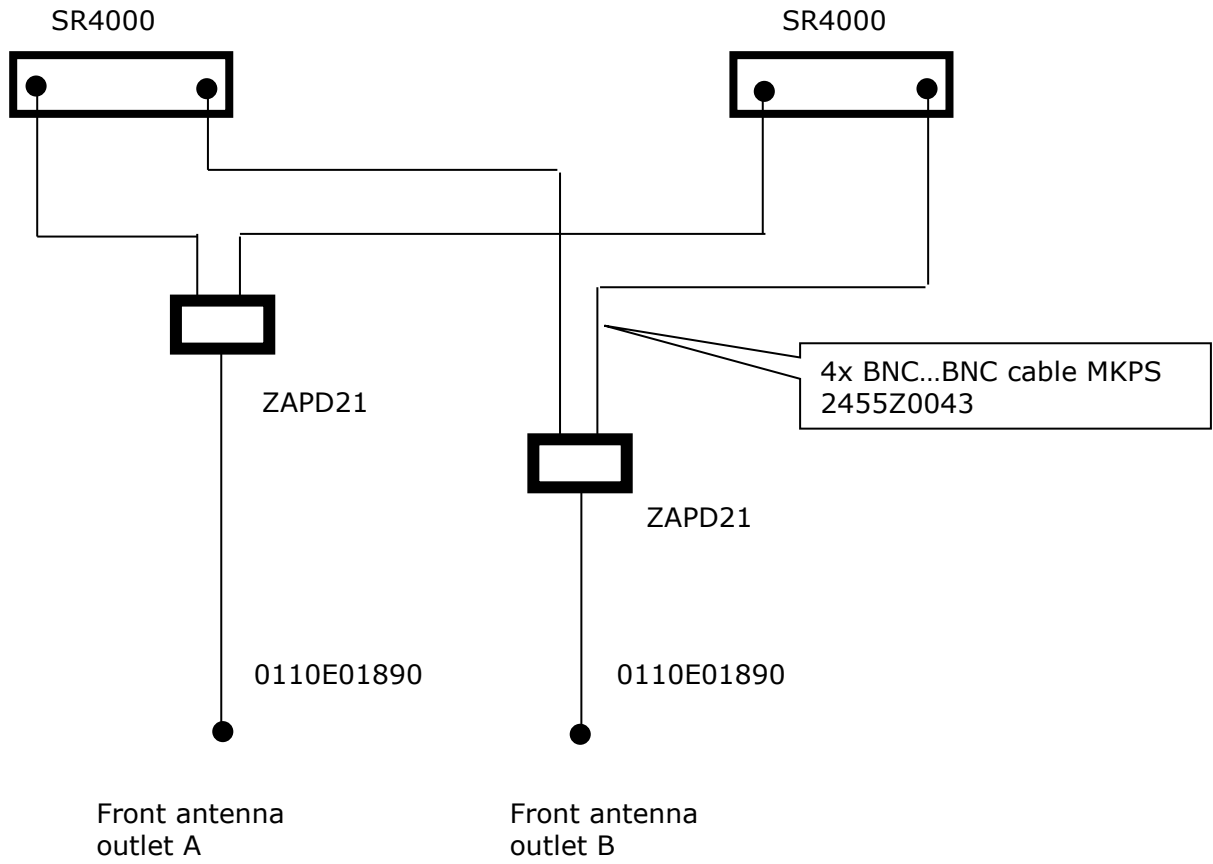 SR4000
SR4000
4x BNC…BNC cable MKPS
2455Z0043
ZAPD21
ZAPD21
0110E01890
0110E01890
Front antenna
outlet A
Front antenna
outlet B